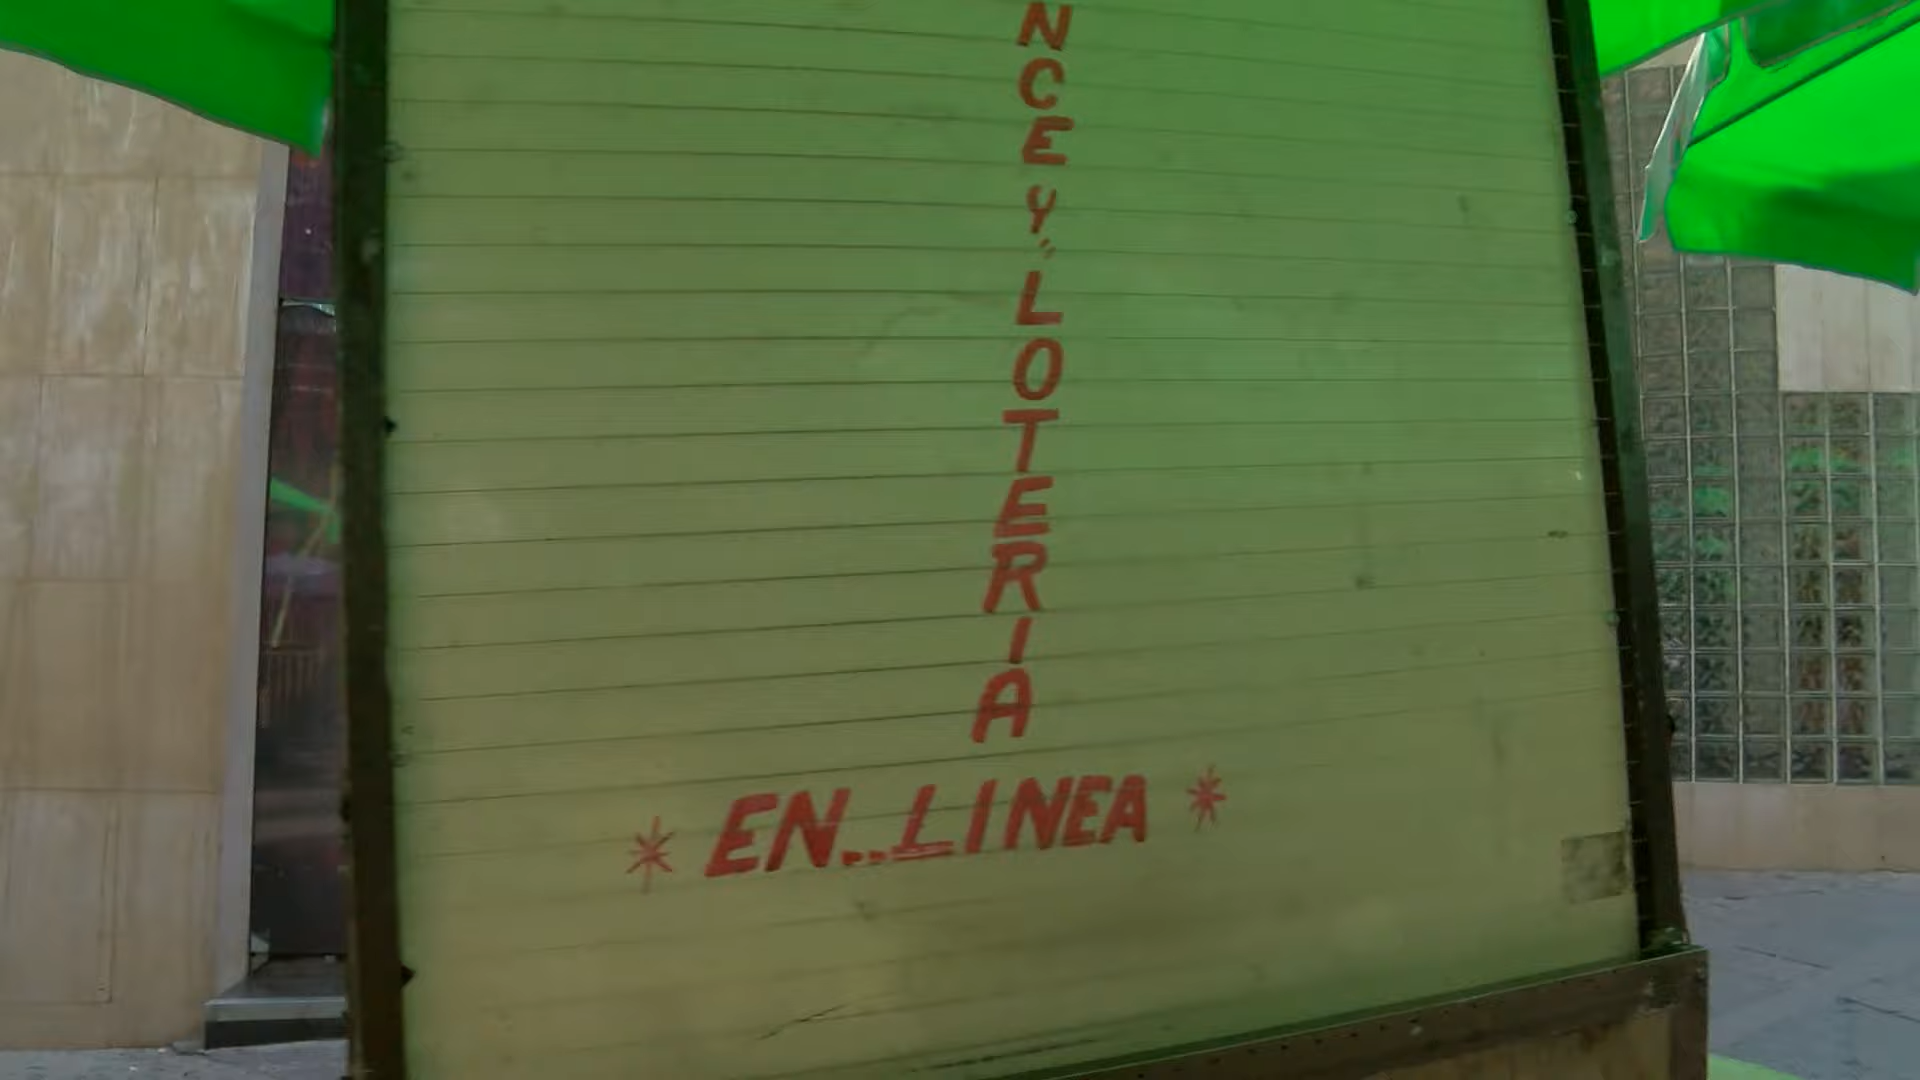 NCE
Y
LOTERIA
* EN..LINEA *